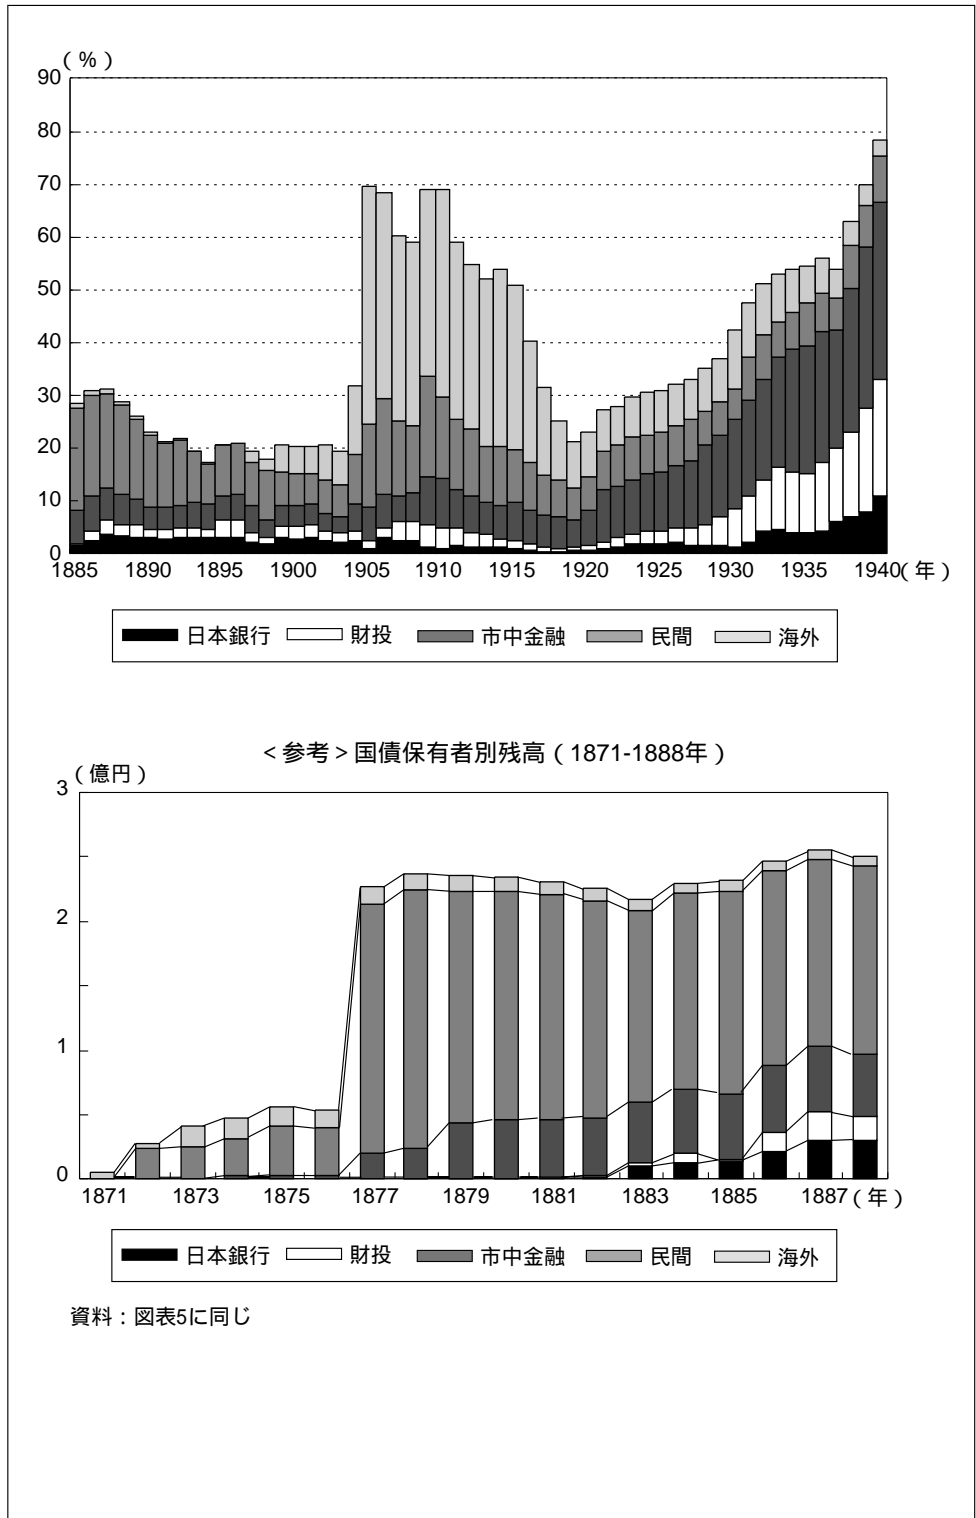 （％）
90
80
70
60
50
40
30
20
10
0
1885 1890 1895 1900 1905 1910 1915 1920 1925 1930 1935 1940（年）
日本銀行 財投 市中金融 民間 海外
＜参考＞国債保有者別残高（1871-1888年）
（億円）
3
2
1
0
1871 1873 1875 1877 1879 1881 1883 1885 1887（年）
日本銀行 財投 市中金融 民間 海外
資料：図表5に同じ